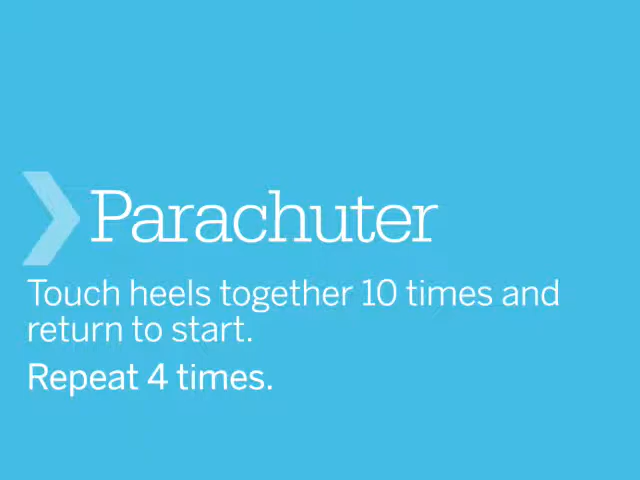 Parachuter
Touch heels together 10 times and
return to start.
Repeat 4 times.